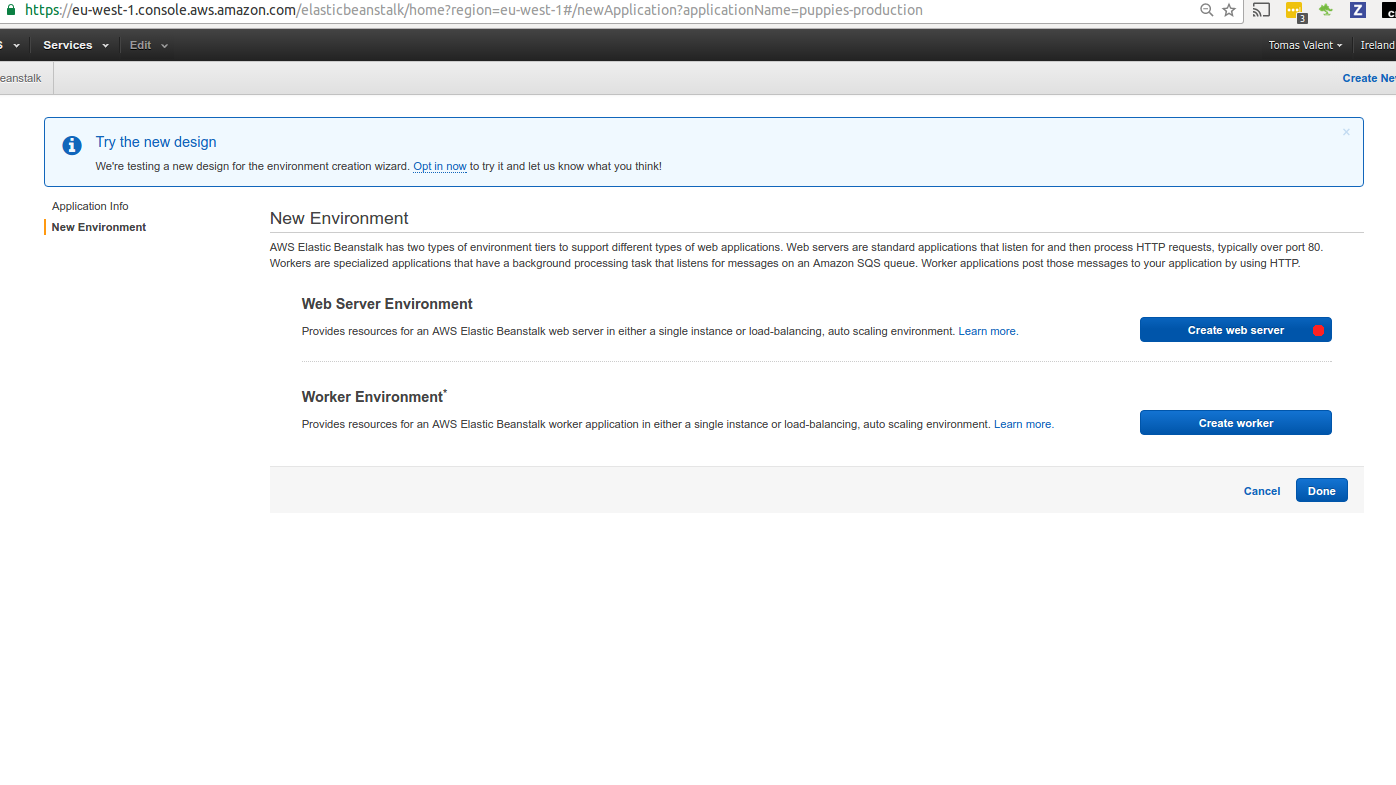 https://eu-west-1.console.aws.amazon.com/elasticbeanstalk/home?region=eu-west-1#/newApplication?applicationName=puppies-production
3
Z
S Services Edit Tomas Valent Ireland
eanstalk Create Ne
Try the new design
We're testing a new design for the environment creation wizard. Opt in now to try it and let us know what you think!
Application Info
New Environment
New Environment
AWS Elastic Beanstalk has two types of environment tiers to support different types of web applications. Web servers are standard applications that listen for and then process HTTP requests, typically over port 80.
Workers are specialized applications that have a background processing task that listens for messages on an Amazon SQS queue. Worker applications post those messages to your application by using HTTP.
Web Server Environment
Provides resources for an AWS Elastic Beanstalk web server in either a single instance or load-balancing, auto scaling environment. Learn more.
Create web server
Worker Environment*
Provides resources for an AWS Elastic Beanstalk worker application in either a single instance or load-balancing, auto scaling environment. Learn more.
Create worker
Cancel Done